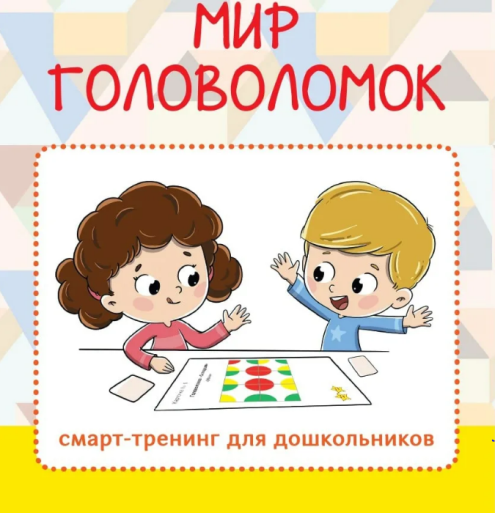 МИР
ГОЛОВОЛОМОК
смарт-тренинг для дошкольников